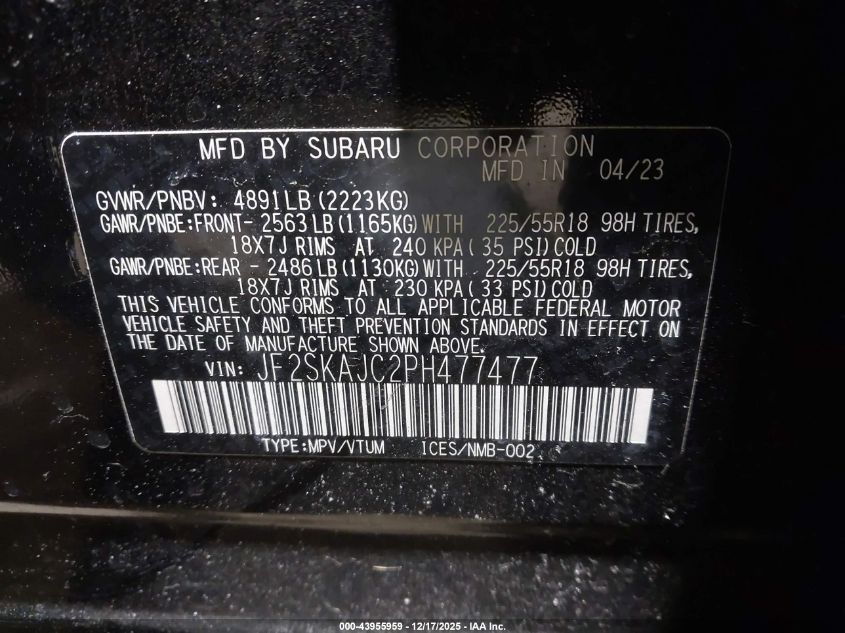 MFD BY SUBARU CORPORATION
MFD IN 04/23
GVWR/PNBV: 4891LB(2223KG)
GAWR/PNBE:FRONT- 2563LB(1165KG)WITH 225/55R18 98H TIRES,
18X7J RIMS AT 240 KPA(35 PSI)COLD
GAWR/PNBE:REAR - 2486LB(1130KG)WITH 225/55R18 98H TIRES,
18X7J RIMS AT 230 KPA(33 PSI)COLD
THIS VEHICLE CONFORMS TO ALL APPLICABLE FEDERAL MOTOR
VEHICLE SAFETY AND THEFT PREVENTION STANDARDS IN EFFECT ON
THE DATE OF MANUFACTURE SHOWN ABOVE.
VIN: JF2SKAJC2PH477477
TYPE:MPV/VTUM ICES/NMB-002
000-43955959 - 12/17/2025 - IAA Inc.